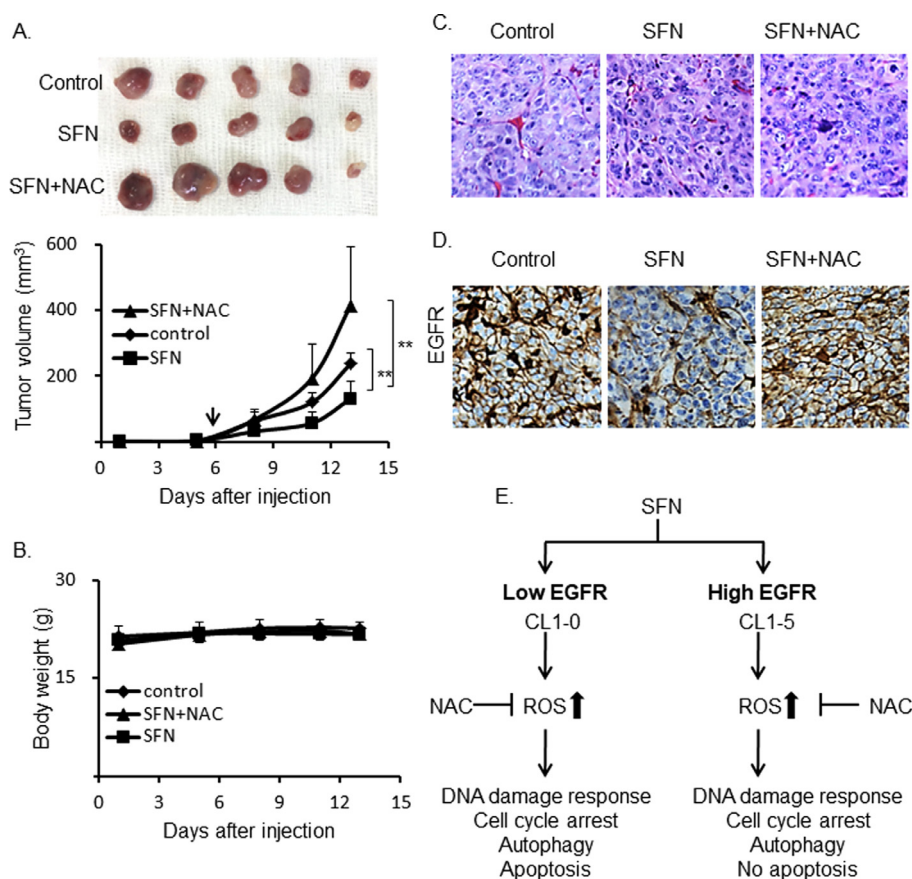 A.
Control
SFN
SFN+NAC
600
400
200
Tumor volume (mm³)
SFN+NAC
control
SFN
**
**
0 3 6 9 12 15
Days after injection
B.
30
15
0
Body weight (g)
control
SFN+NAC
SFN
0 3 6 9 12 15
Days after injection
C.
Control SFN SFN+NAC
D.
Control SFN SFN+NAC
EGFR
E.
SFN
Low EGFR High EGFR
CL1-0 CL1-5
NAC ROS ROS NAC
DNA damage response DNA damage response
Cell cycle arrest Cell cycle arrest
Autophagy Autophagy
Apoptosis No apoptosis